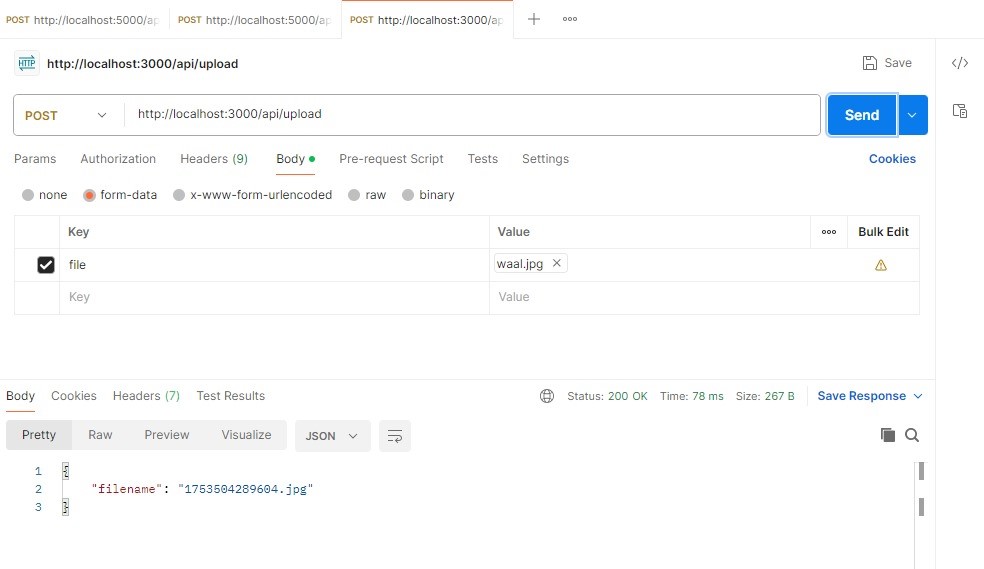 POST http://localhost:5000/ap POST http://localhost:5000/ap POST http://localhost:3000/ap
HTTP http://localhost:3000/api/upload Save
POST http://localhost:3000/api/upload Send
Params Authorization Headers (9) Body Pre-request Script Tests Settings Cookies
none form-data x-www-form-urlencoded raw binary
Key Value Bulk Edit
file waal.jpg
Key Value
Body Cookies Headers (7) Test Results Status: 200 OK Time: 78 ms Size: 267 B Save Response
Pretty Raw Preview Visualize JSON
1 {
2 "filename": "1753504289604.jpg"
3 }